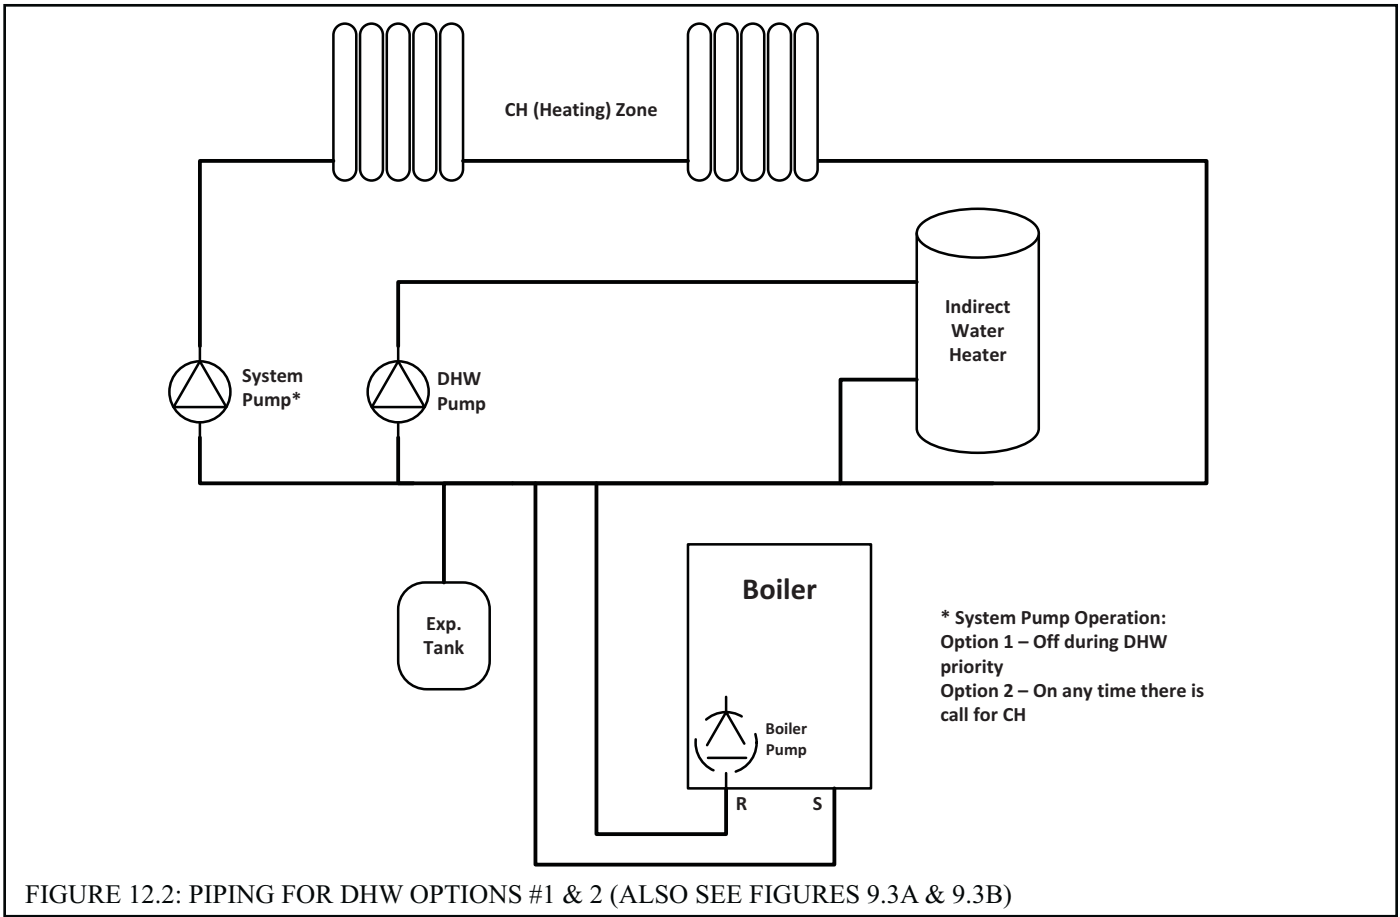 CH (Heating) Zone
Indirect
Water
Heater
System
Pump*
DHW
Pump
Exp.
Tank
Boiler
Boiler
Pump
R
S
* System Pump Operation:
Option 1 – Off during DHW
priority
Option 2 – On any time there is
call for CH
FIGURE 12.2: PIPING FOR DHW OPTIONS #1 & 2 (ALSO SEE FIGURES 9.3A & 9.3B)